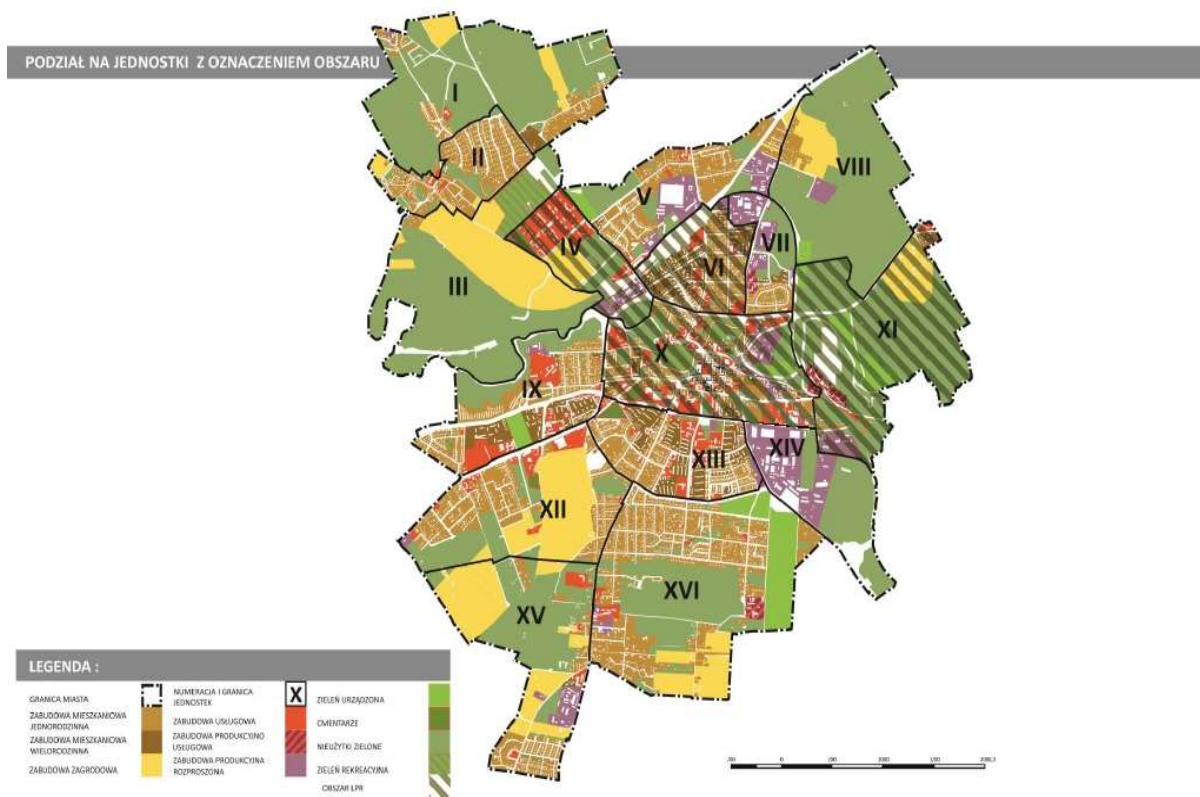 PODZIAŁ NA JEDNOSTKI Z OZNACZENIEM OBSZARU
I
II
VIII
V
IV
VII
VI
III
XI
X
IX
XIV
XIII
XII
XVI
XV
LEGENDA :
GRANICA MIASTA
NUMERACJA I GRANICA
JEDNOSTEK
X
ZIELEŃ URZĄDZONA
ZABUDOWA MIESZKANIOWA
JEDNORODZINNA
ZABUDOWA USŁUGOWA
CMENTARZE
ZABUDOWA MIESZKANIOWA
WIELORODZINNA
ZABUDOWA PRODUKCYJNO
USŁUGOWA
NIEUŻYTKI ZIELONE
ZABUDOWA ZAGRODOWA
ZABUDOWA PRODUKCYJNA
ROZPROSZONA
ZIELEŃ REKREACYJNA
OBSZAR LPR
0